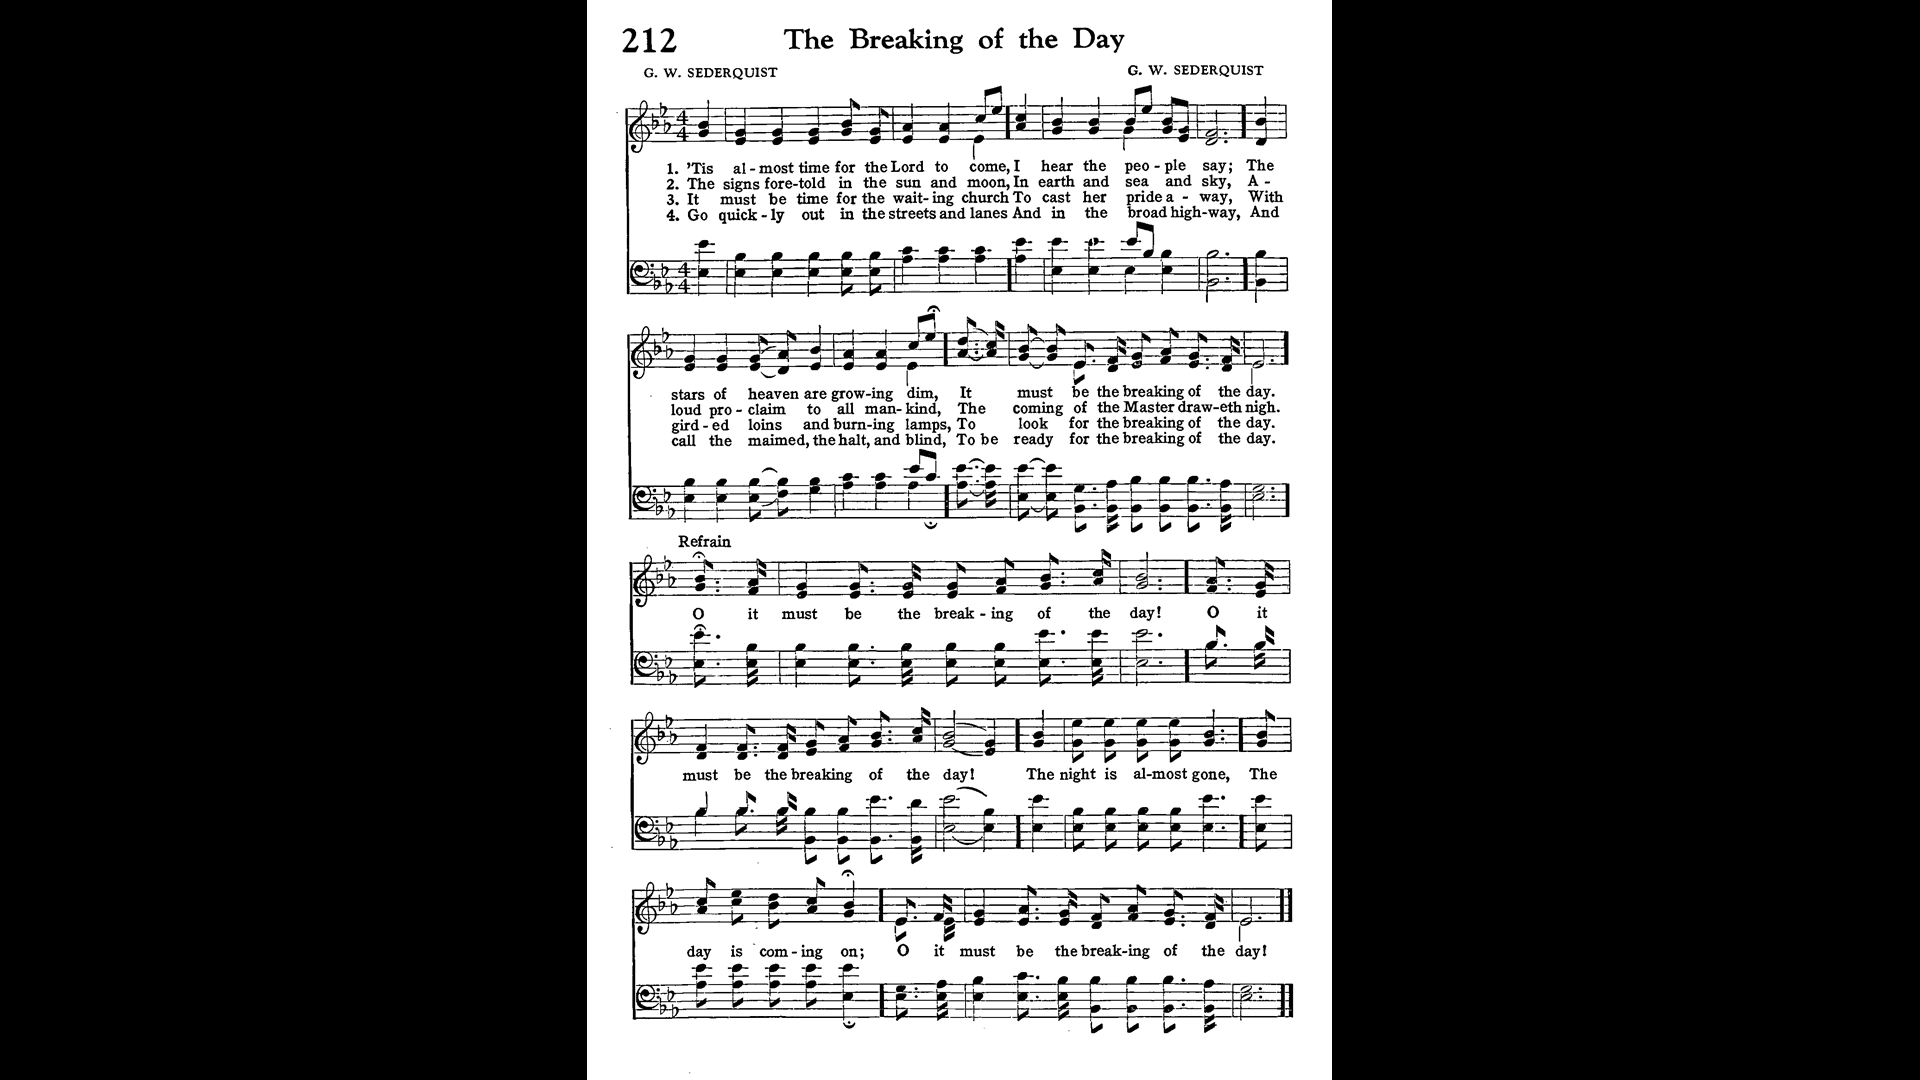 212 The Breaking of the Day
G. W. SEDERQUIST G. W. SEDERQUIST
4 4
1. 'Tis al - most time for the Lord to come, I hear the peo - ple say; The
2. The signs fore-told in the sun and moon, In earth and sea and sky, A -
3. It must be time for the wait- ing church To cast her pride a - way, With
4. Go quick - ly out in the streets and lanes And in the broad high-way, And
4 4
stars of heaven are grow-ing dim, It must be the breaking of the day.
loud pro - claim to all man- kind, The coming of the Master draw-eth nigh.
gird - ed loins and burn-ing lamps, To look for the breaking of the day.
call the maimed, the halt, and blind, To be ready for the breaking of the day.
Refrain
O it must be the break - ing of the day! O it
must be the breaking of the day! The night is al-most gone, The
day is com - ing on; O it must be the break-ing of the day!